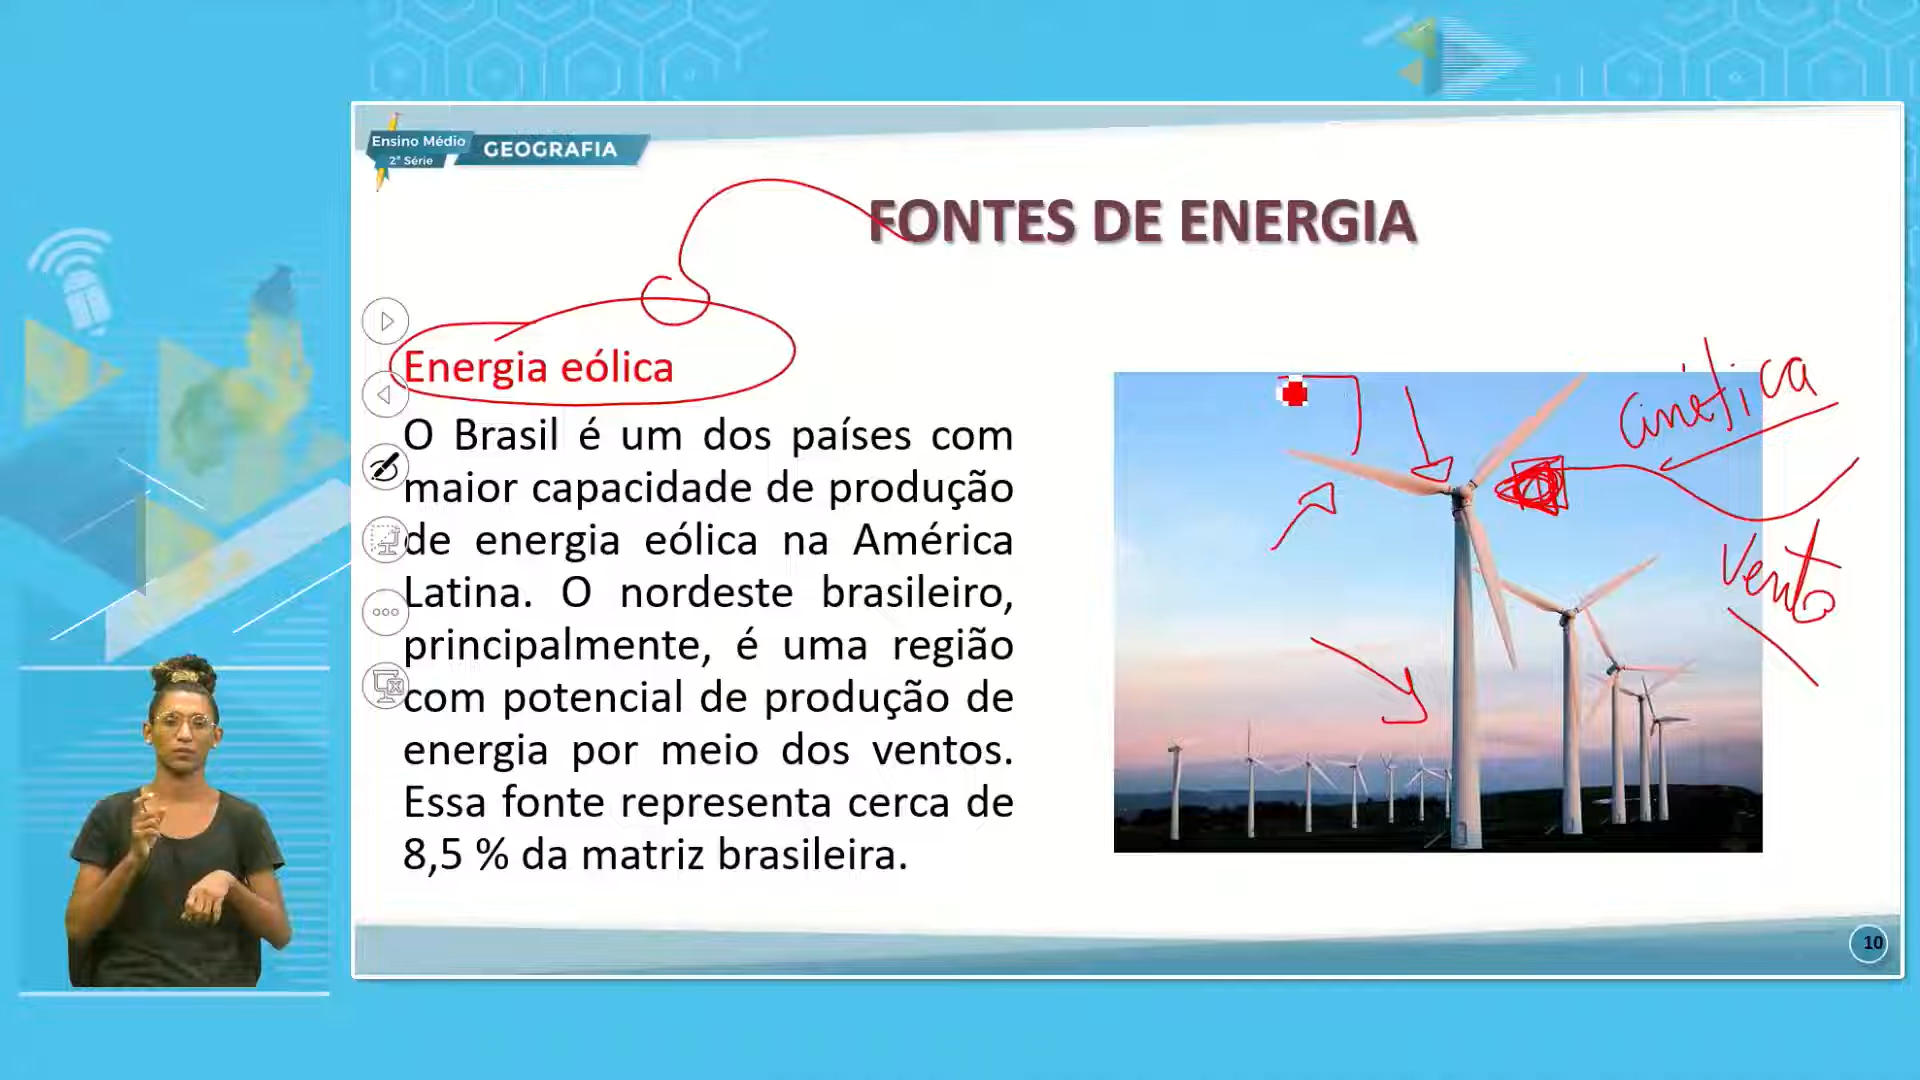 Ensino Médio
2ª Série
GEOGRAFIA
FONTES DE ENERGIA
Energia eólica
O Brasil é um dos países com
maior capacidade de produção
de energia eólica na América
Latina. O nordeste brasileiro,
principalmente, é uma região
com potencial de produção de
energia por meio dos ventos.
Essa fonte representa cerca de
8,5 % da matriz brasileira.
Cinética
Vento
10